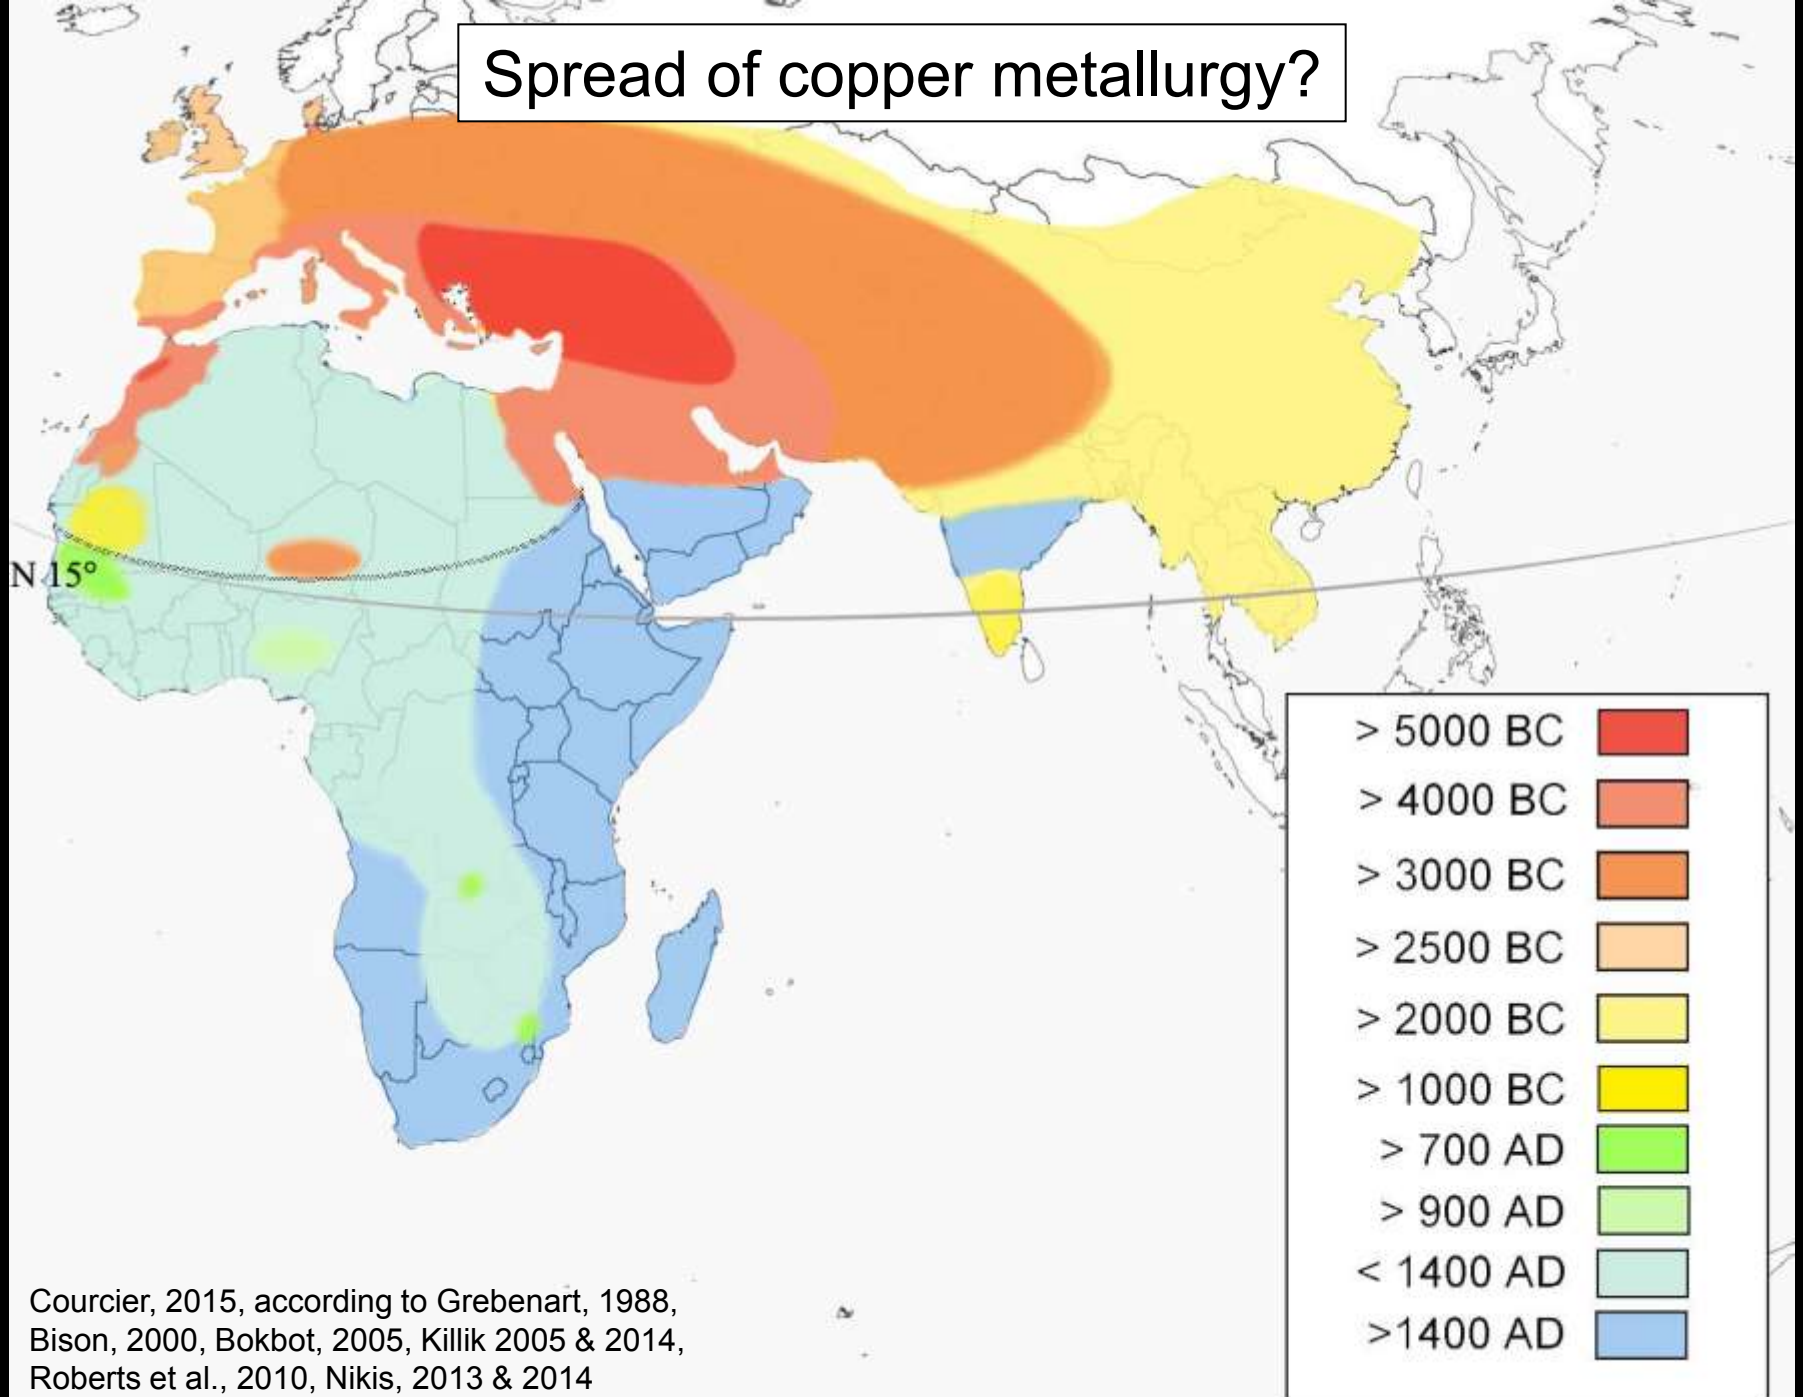 Spread of copper metallurgy?
N 15°
> 5000 BC
> 4000 BC
> 3000 BC
> 2500 BC
> 2000 BC
> 1000 BC
> 700 AD
> 900 AD
< 1400 AD
>1400 AD
Courcier, 2015, according to Grebenart, 1988,
Bison, 2000, Bokbot, 2005, Killik 2005 & 2014,
Roberts et al., 2010, Nikis, 2013 & 2014